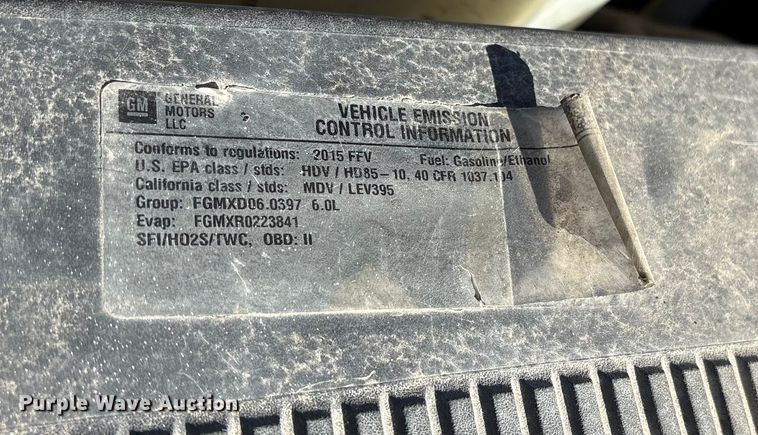 GM GENERAL MOTORS LLC
VEHICLE EMISSION
CONTROL INFORMATION
Conforms to regulations: 2015 FFV Fuel: Gasoline/Ethanol
U.S. EPA class / stds: HDV / HD85-10, 40 CFR 1037.104
California class / stds: MDV / LEV395
Group: FGMXD06.0397 6.0L
Evap: FGMXR0223841
SFI/HO2S/TWC, OBD: II
Purple Wave Auction